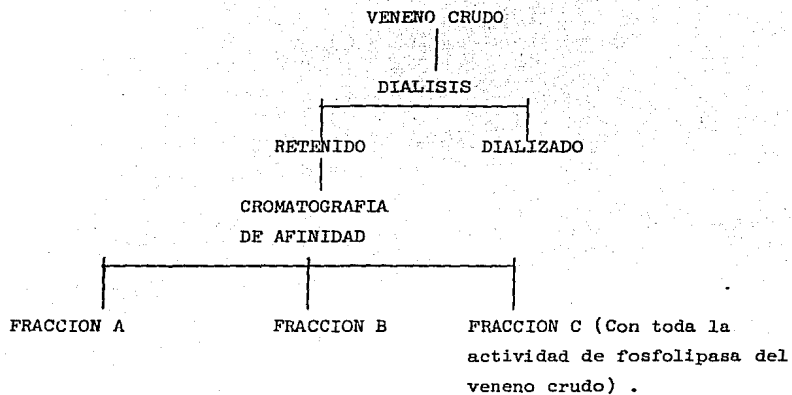 VENENO CRUDO
DIALISIS
RETENIDO DIALIZADO
CROMATOGRAFIA
DE AFINIDAD
FRACCION A FRACCION B FRACCION C (Con toda la
actividad de fosfolipasa del
veneno crudo) .